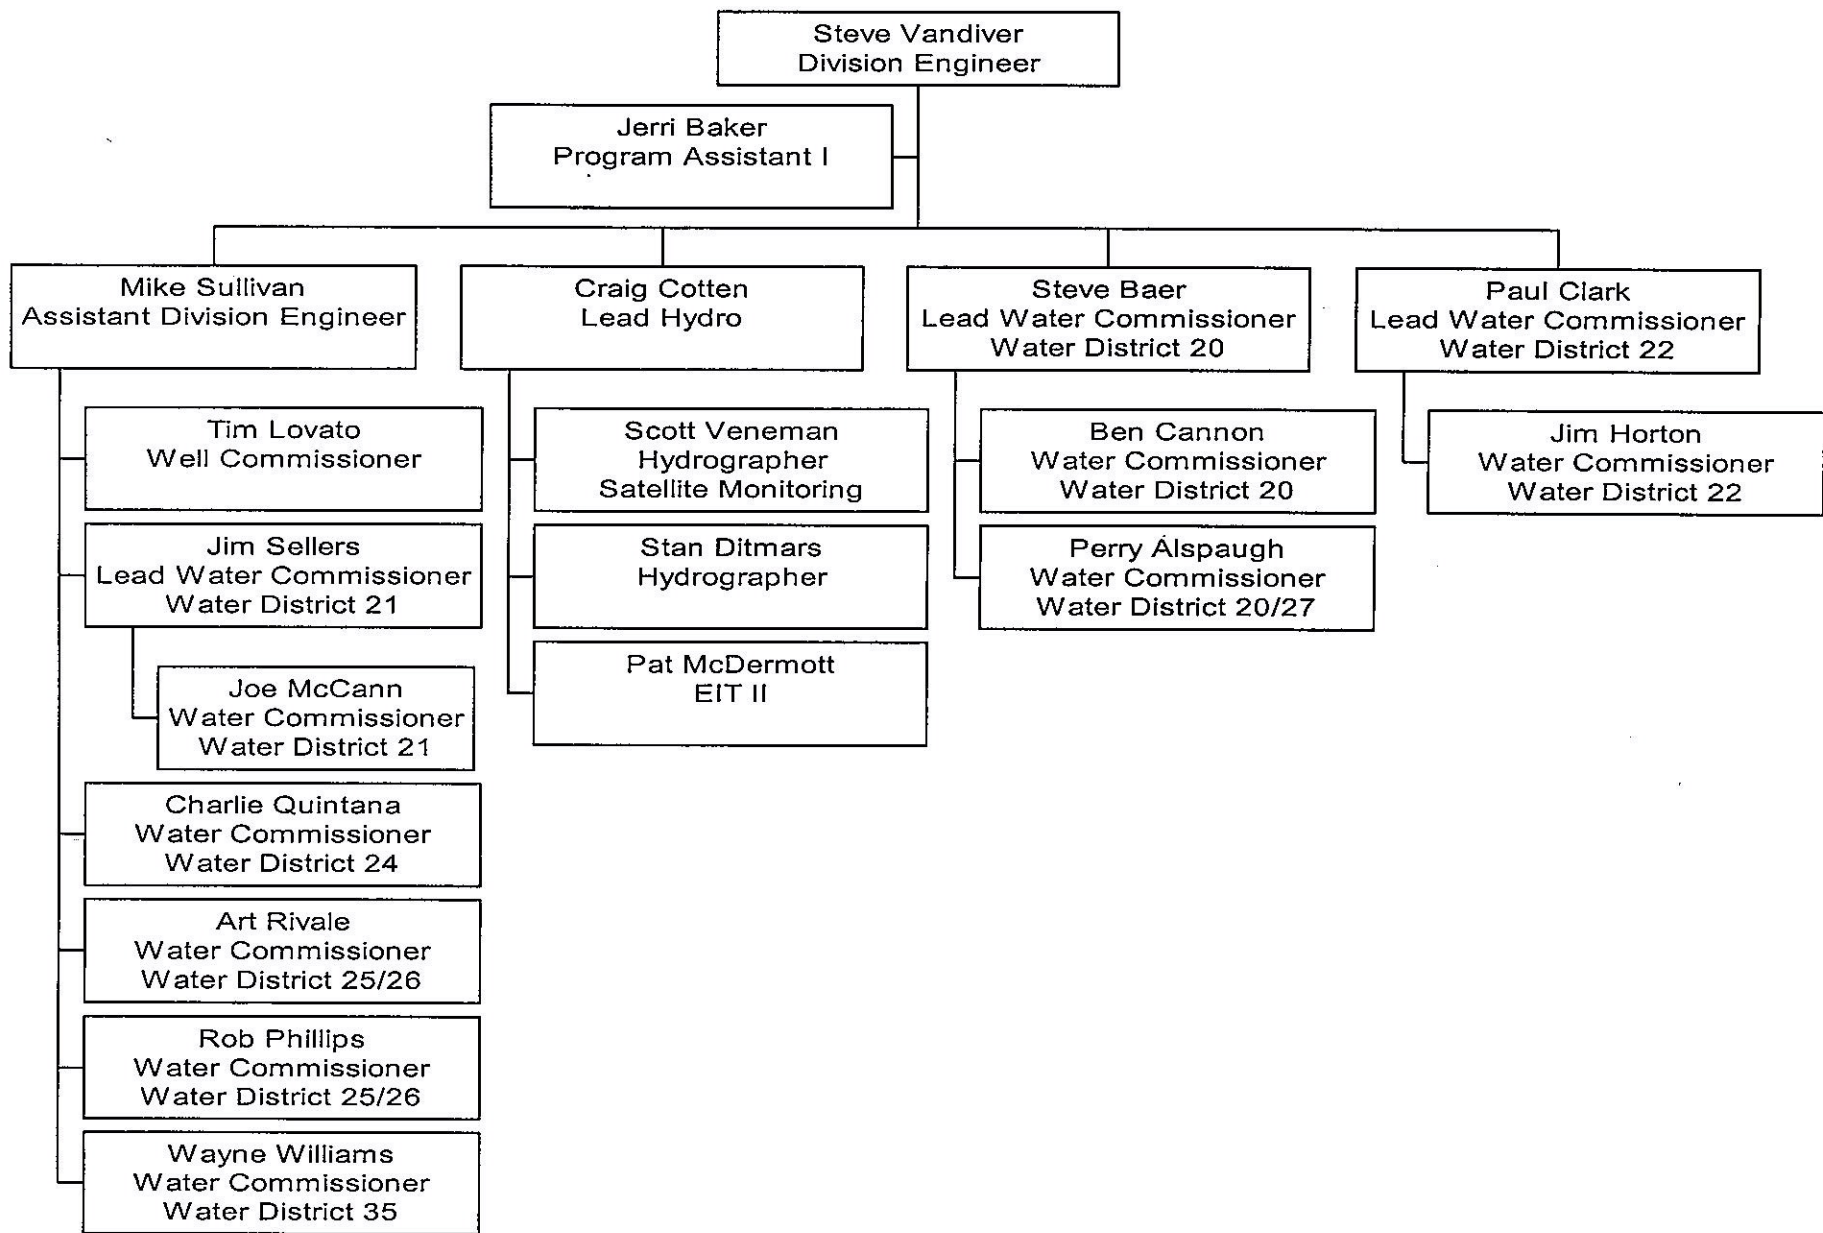 Steve Vandiver
Division Engineer
Jerri Baker
Program Assistant I
Mike Sullivan
Assistant Division Engineer
Tim Lovato
Well Commissioner
Jim Sellers
Lead Water Commissioner
Water District 21
Joe McCann
Water Commissioner
Water District 21
Charlie Quintana
Water Commissioner
Water District 24
Art Rivale
Water Commissioner
Water District 25/26
Rob Phillips
Water Commissioner
Water District 25/26
Wayne Williams
Water Commissioner
Water District 35
Craig Cotten
Lead Hydro
Scott Veneman
Hydrographer
Satellite Monitoring
Stan Ditmars
Hydrographer
Pat McDermott
EIT II
Steve Baer
Lead Water Commissioner
Water District 20
Ben Cannon
Water Commissioner
Water District 20
Perry Alspaugh
Water Commissioner
Water District 20/27
Paul Clark
Lead Water Commissioner
Water District 22
Jim Horton
Water Commissioner
Water District 22